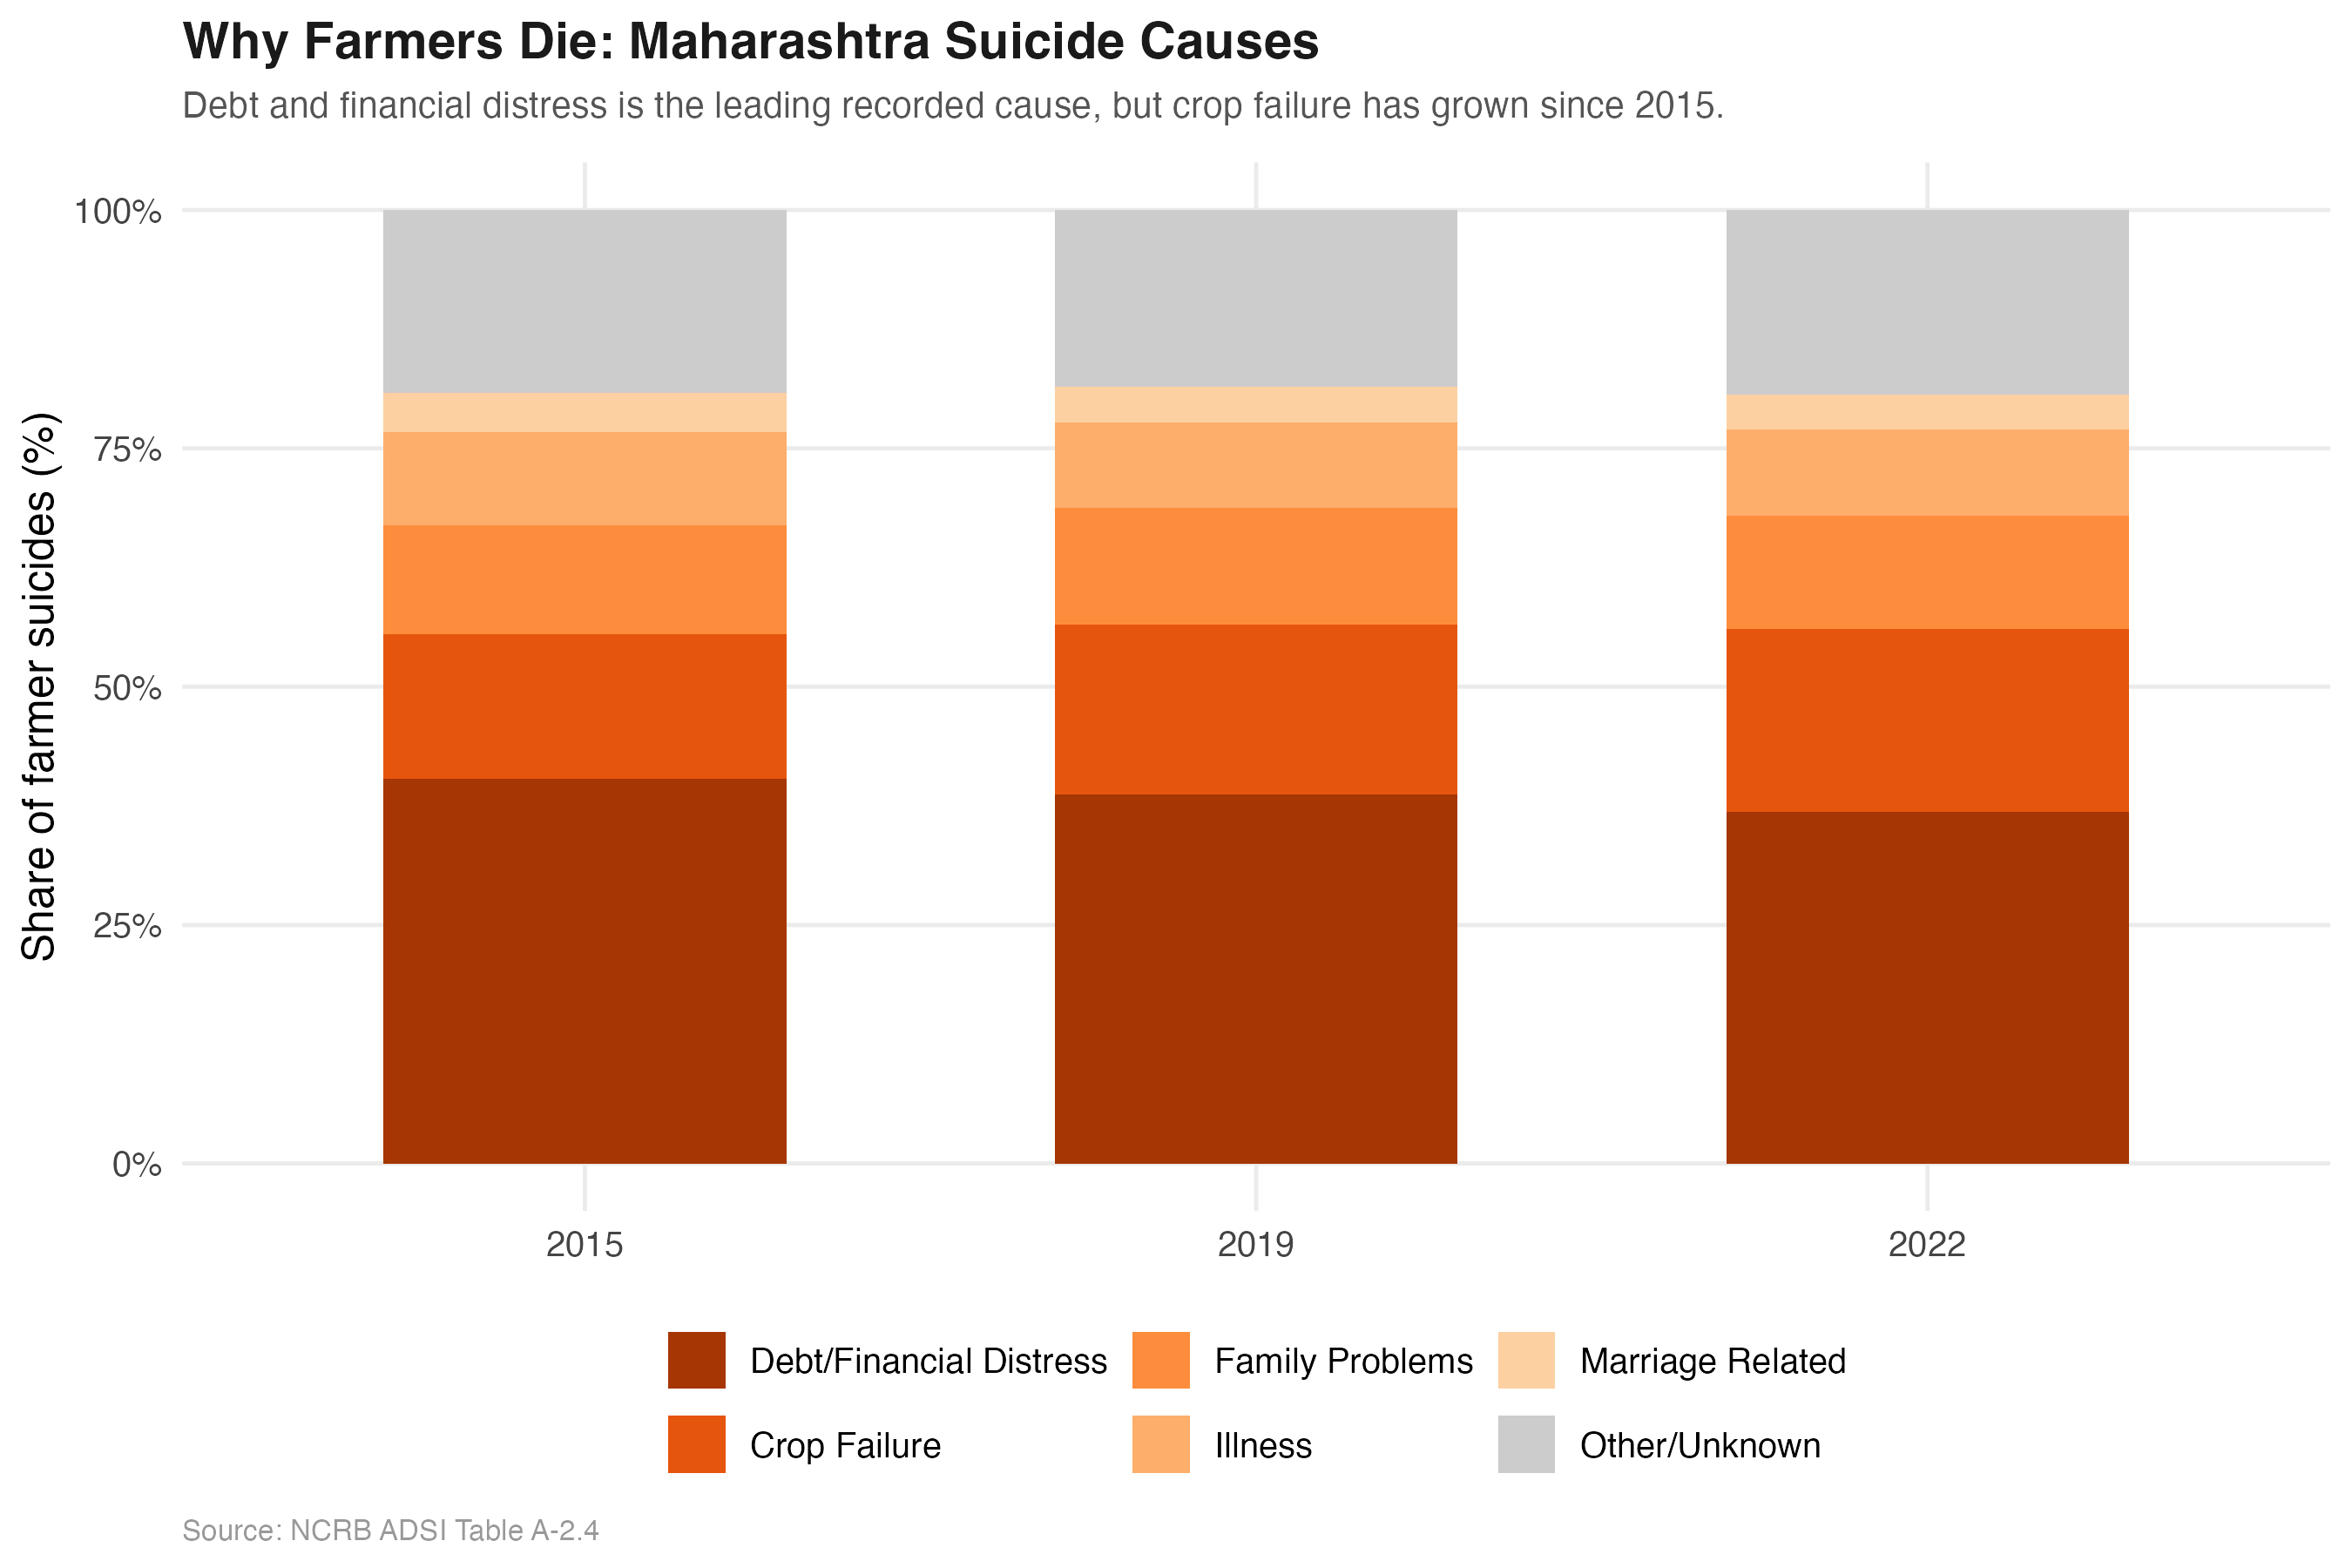 Why Farmers Die: Maharashtra Suicide Causes
Debt and financial distress is the leading recorded cause, but crop failure has grown since 2015.
Share of farmer suicides (%)
100%
75%
50%
25%
0%
2015
2019
2022
Debt/Financial Distress
Family Problems
Marriage Related
Crop Failure
Illness
Other/Unknown
Source: NCRB ADSI Table A-2.4